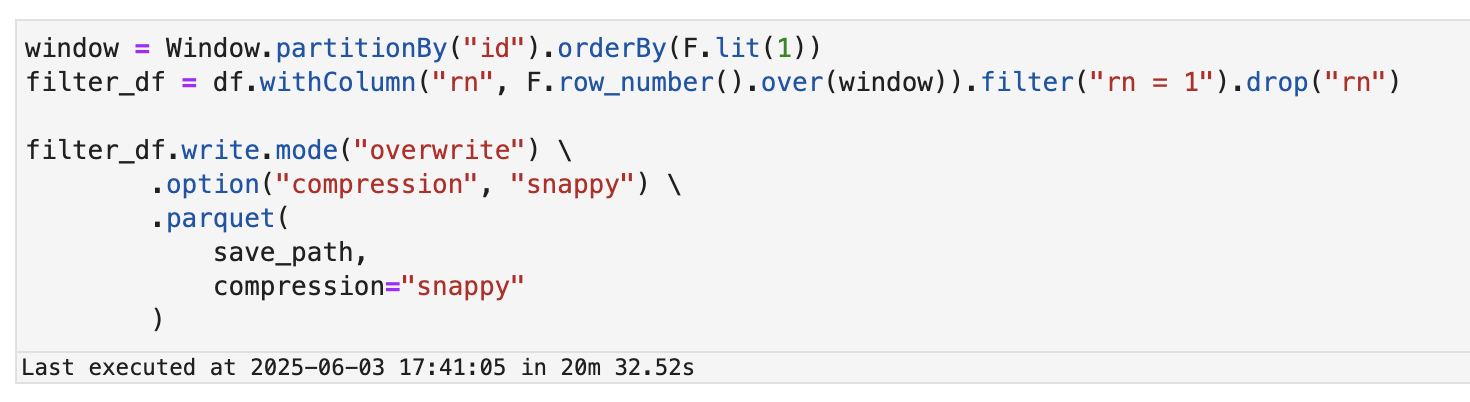 window = Window.partitionBy("id").orderBy(F.lit(1))
filter_df = df.withColumn("rn", F.row_number().over(window)).filter("rn = 1").drop("rn")

filter_df.write.mode("overwrite") \
        .option("compression", "snappy") \
        .parquet(
            save_path,
            compression="snappy"
        )
Last executed at 2025-06-03 17:41:05 in 20m 32.52s